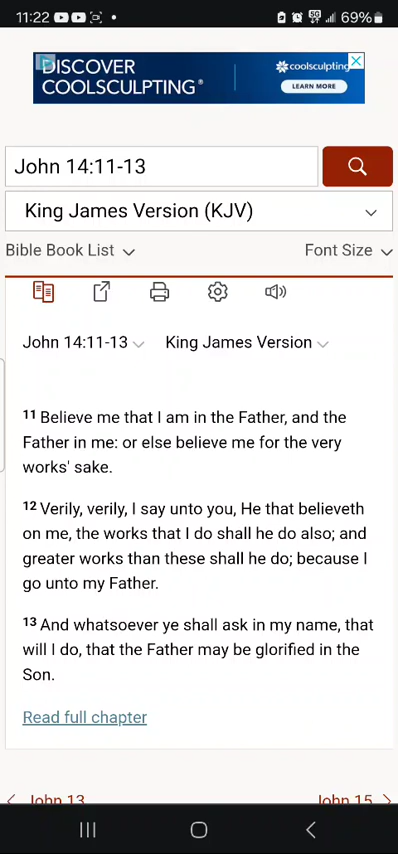 11:22 69%
DISCOVER
COOLSCULPTING®
coolsculpting
LEARN MORE
John 14:11-13
King James Version (KJV)
Bible Book List Font Size
John 14:11-13 King James Version
11 Believe me that I am in the Father, and the
Father in me: or else believe me for the very
works' sake.
12 Verily, verily, I say unto you, He that believeth
on me, the works that I do shall he do also; and
greater works than these shall he do; because I
go unto my Father.
13 And whatsoever ye shall ask in my name, that
will I do, that the Father may be glorified in the
Son.
Read full chapter
John 13 John 15